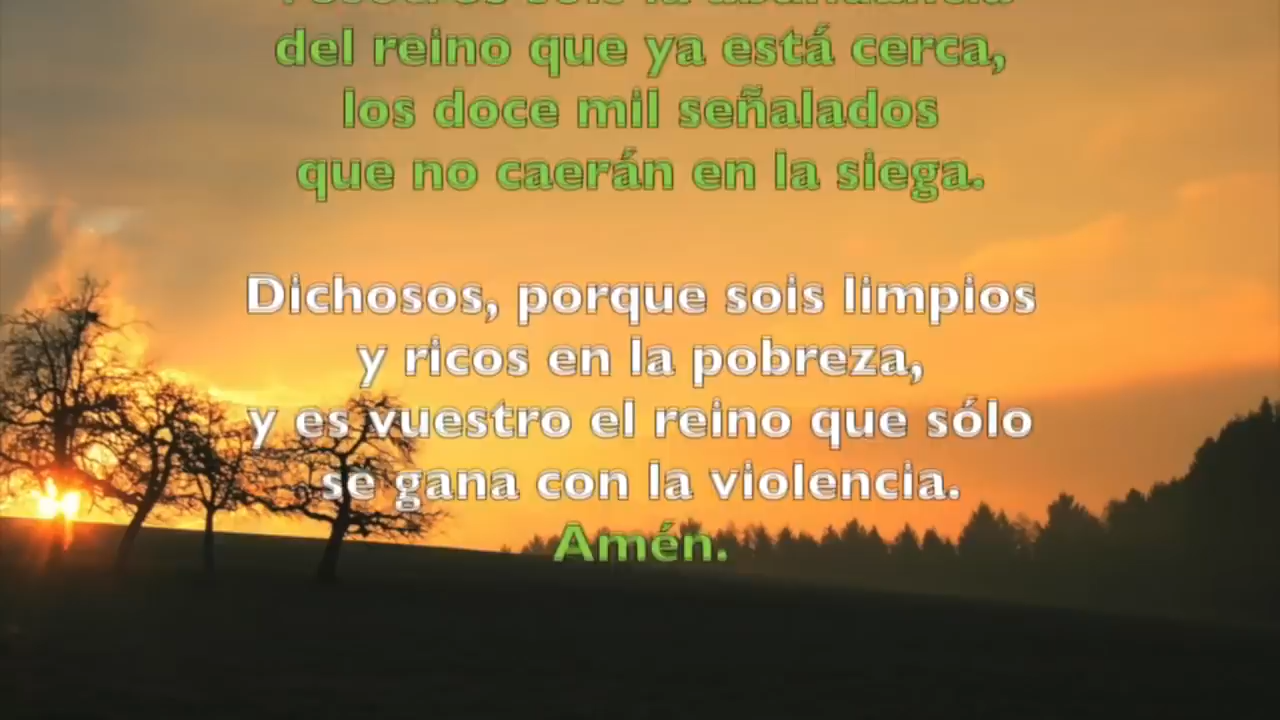 del reino que ya está cerca,
los doce mil señalados
que no caerán en la siega.
Dichosos, porque sois limpios
y ricos en la pobreza,
y es vuestro el reino que sólo
se gana con la violencia.
Amén.